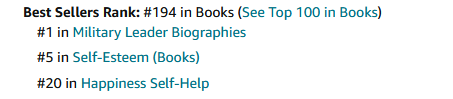 Best Sellers Rank: #194 in Books (See Top 100 in Books)
#1 in Military Leader Biographies
#5 in Self-Esteem (Books)
#20 in Happiness Self-Help